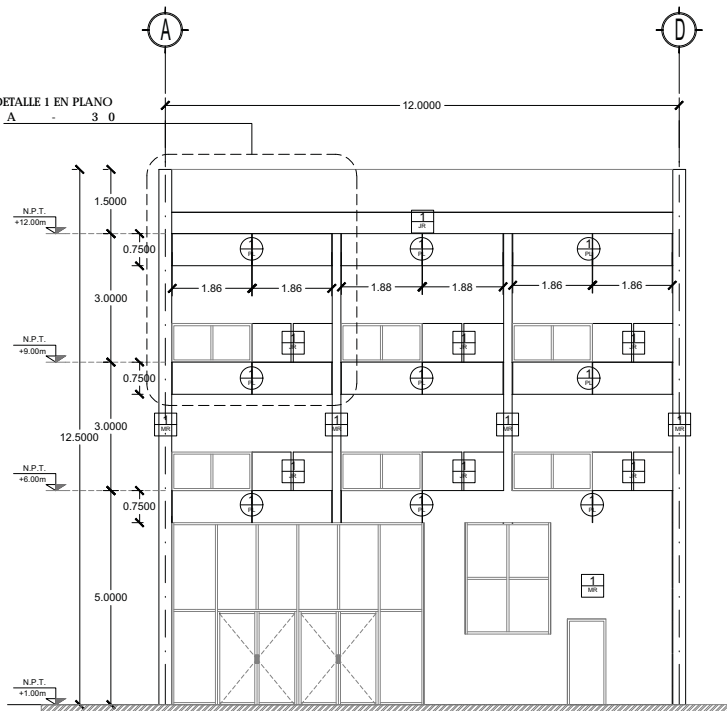 A
D
DETALLE 1 EN PLANO
A - 3 0
12.0000
1.5000
N.P.T.
+12.00m
1
JR
0.7500
1
PL
1
PL
1
PL
1.86
1.86
1.88
1.88
1.86
1.86
3.0000
1
JR
1
JR
1
JR
N.P.T.
+9.00m
0.7500
1
PL
1
PL
1
PL
3.0000
12.5000
1
MR
1
MR
1
MR
1
MR
N.P.T.
+6.00m
1
JR
1
JR
1
JR
0.7500
1
PL
1
PL
1
PL
5.0000
1
MR
N.P.T.
+1.00m